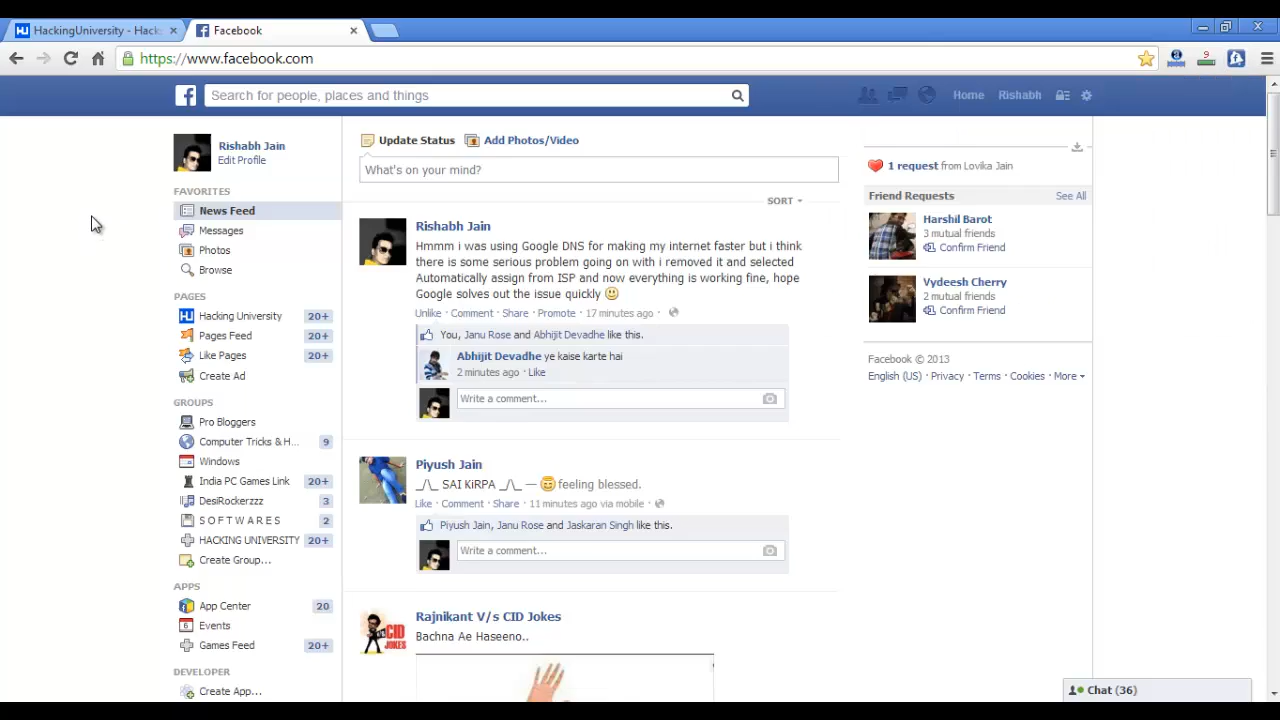 HackingUniversity - Hacks
Facebook
https://www.facebook.com
Search for people, places and things
Home
Rishabh
Rishabh Jain
Edit Profile
FAVORITES
News Feed
Messages
Photos
Browse
PAGES
Hacking University 20+
Pages Feed 20+
Like Pages 20+
Create Ad
GROUPS
Pro Bloggers
Computer Tricks & H... 9
Windows
India PC Games Link 20+
DesiRockerzzz 3
S O F T W A R E S 2
HACKING UNIVERSITY 20+
Create Group...
APPS
App Center 20
Events
Games Feed 20+
DEVELOPER
Create App...
Update Status
Add Photos/Video
What's on your mind?
SORT
Rishabh Jain
Hmmm i was using Google DNS for making my internet faster but i think
there is some serious problem going on with i removed it and selected
Automatically assign from ISP and now everything is working fine, hope
Google solves out the issue quickly
Unlike · Comment · Share · Promote · 17 minutes ago ·
You, Janu Rose and Abhijit Devadhe like this.
Abhijit Devadhe ye kaise karte hai
2 minutes ago · Like
Write a comment...
Piyush Jain
_/\_ SAI KiRPA _/\_ — feeling blessed.
Like · Comment · Share · 11 minutes ago via mobile ·
Piyush Jain, Janu Rose and Jaskaran Singh like this.
Write a comment...
Rajnikant V/s CID Jokes
Bachna Ae Haseeno..
CID
JOKES
1 request from Lovika Jain
Friend Requests
See All
Harshil Barot
3 mutual friends
Confirm Friend
Vydeesh Cherry
2 mutual friends
Confirm Friend
Facebook © 2013
English (US) · Privacy · Terms · Cookies · More
Chat (36)